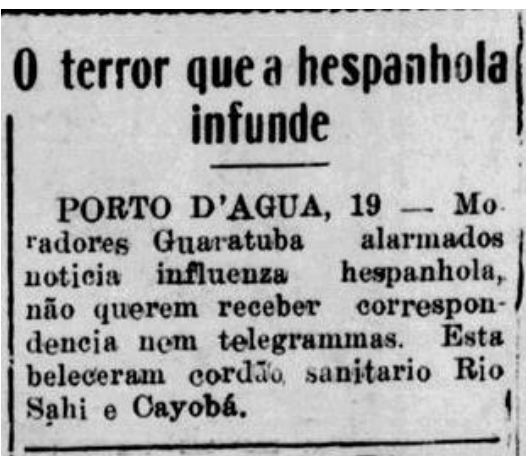 O terror que a hespanhola
infunde
PORTO D'AGUA, 19 — Mo-
radores Guaratuba alarmados
noticia influenza hespanhola,
não querem receber correspon-
dencia nem telegrammas. Esta
beleceram cordão sanitario Rio
Sahi e Cayobá.